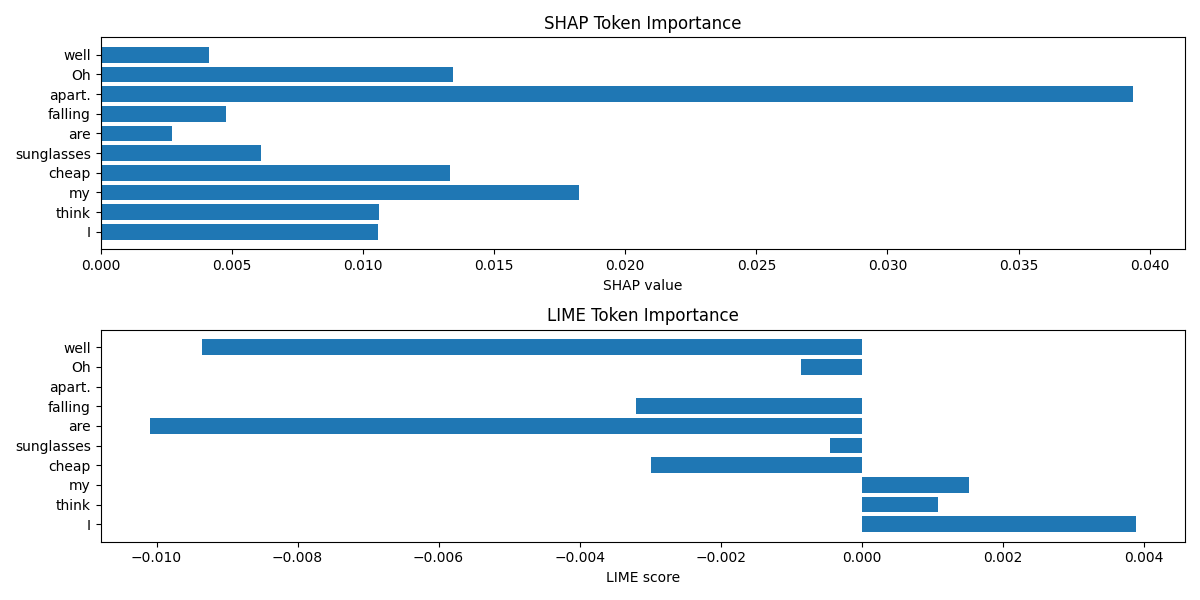 SHAP Token Importance
well
Oh
apart.
falling
are
sunglasses
cheap
my
think
I
0.000 0.005 0.010 0.015 0.020 0.025 0.030 0.035 0.040
SHAP value
LIME Token Importance
well
Oh
apart.
falling
are
sunglasses
cheap
my
think
I
−0.010 −0.008 −0.006 −0.004 −0.002 0.000 0.002 0.004
LIME score